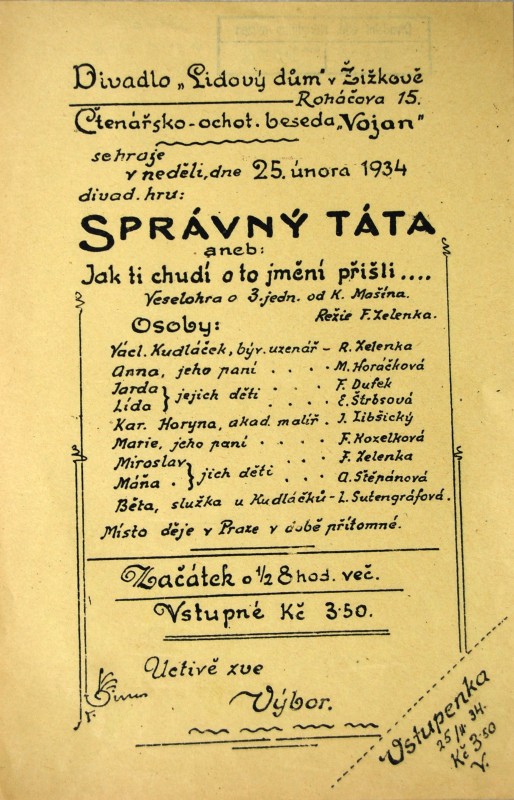 Divadlo „Lidový dům" v Žižkově
Roháčova 15.
Čtenářsko-ochot. beseda „Vojan"
sehraje
v neděli, dne 25. února 1934
divad. hru:
SPRÁVNÝ TÁTA
aneb:
Jak ti chudí o to jmění přišli....
Veselohra o 3. jedn. od K. Mašína.
Režie F. Zelenka.
Osoby:
Václ. Kudláček, býv. uzenář - R. Zelenka
Anna, jeho paní . . . . M. Horáčková
Jarda } jejich děti . . . . F. Dufek
Lída } E. Štrbsová
Kar. Horyna, akad. malíř . J. Libšický
Marie, jeho paní . . . . F. Kozelková
Miroslav } jich děti . . . F. Zelenka
Máňa . } A. Štěpánová
Běta, služka u Kudláčků - L. Sutengráfová.
Místo děje v Praze v době přítomné.
Začátek o 1/2 8 hod. več.
Vstupné Kč 3·50.
Uctivě zve
Výbor.
Vstupenka
25/II. 34.
Kč 3·50
V.